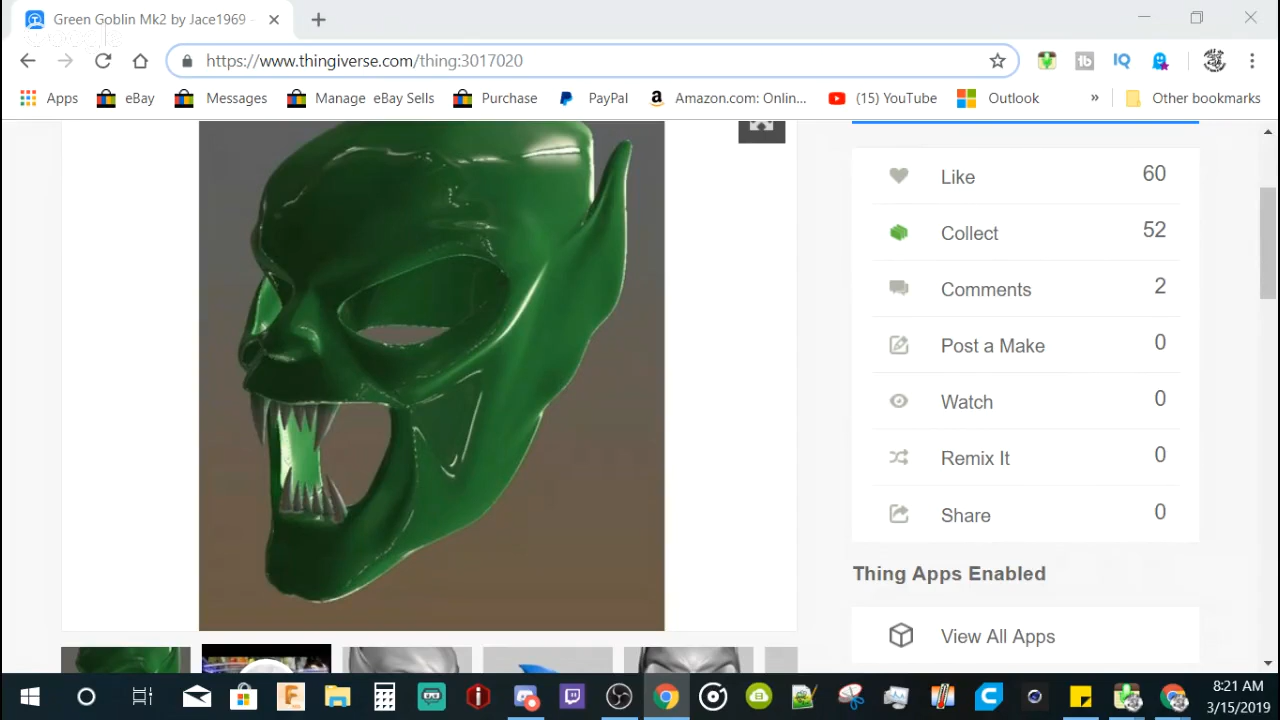 Green Goblin Mk2 by Jace1969 -
https://www.thingiverse.com/thing:3017020
Apps
eBay
Messages
Manage eBay Sells
Purchase
PayPal
Amazon.com: Onlin...
(15) YouTube
Outlook
»
Other bookmarks
Like 60
Collect 52
Comments 2
Post a Make 0
Watch 0
Remix It 0
Share 0
Thing Apps Enabled
View All Apps
8:21 AM
3/15/2019